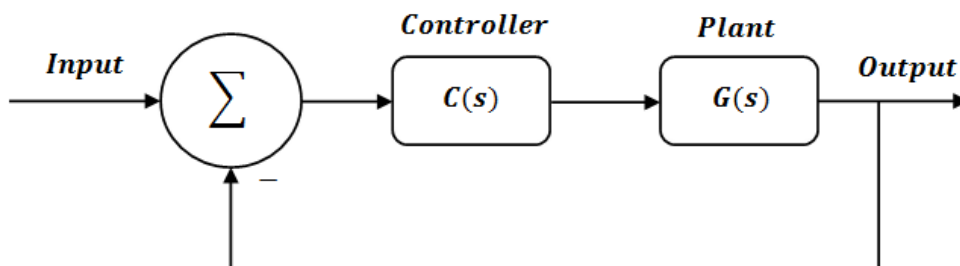 Controller
Plant
Input
Output
∑
C(s)
G(s)
−